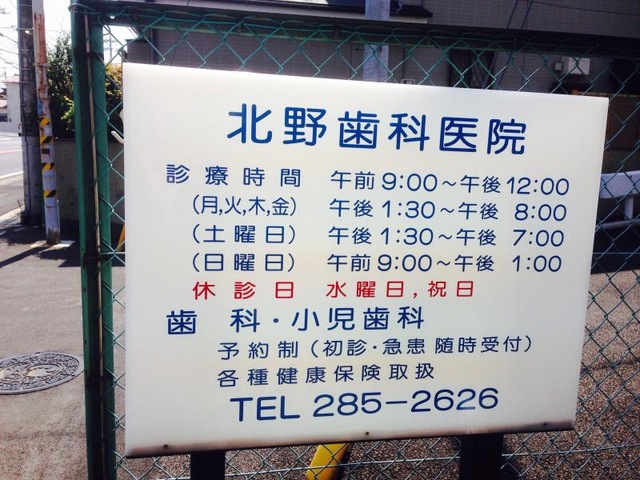 北野歯科医院
診療時間 午前9:00～午後12:00
(月,火,木,金) 午後1:30～午後 8:00
(土曜日) 午後1:30～午後 7:00
(日曜日) 午前9:00～午後 1:00
休診日 水曜日,祝日
歯科・小児歯科
予約制(初診・急患随時受付)
各種健康保険取扱
TEL 285-2626